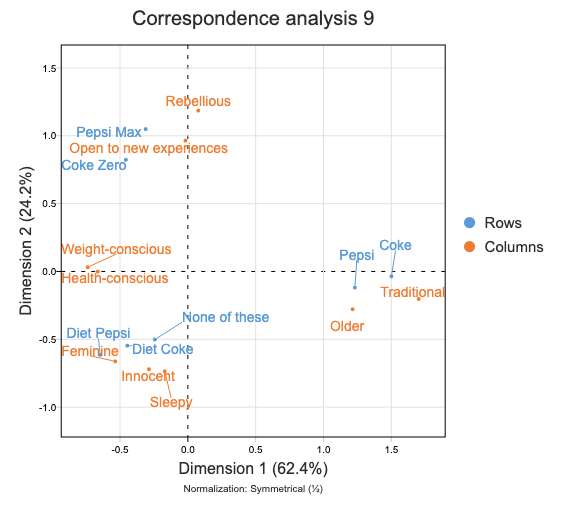 Correspondence analysis 9
1.5
1.0
0.5
0.0
-0.5
-1.0
Dimension 2 (24.2%)
Rebellious
Pepsi Max
Open to new experiences
Coke Zero
Weight-conscious
Health-conscious
Coke
Pepsi
Traditional
Older
None of these
Diet Pepsi
Diet Coke
Feminine
Innocent
Sleepy
-0.5
0.0
0.5
1.0
1.5
Dimension 1 (62.4%)
Normalization: Symmetrical (½)
Rows
Columns